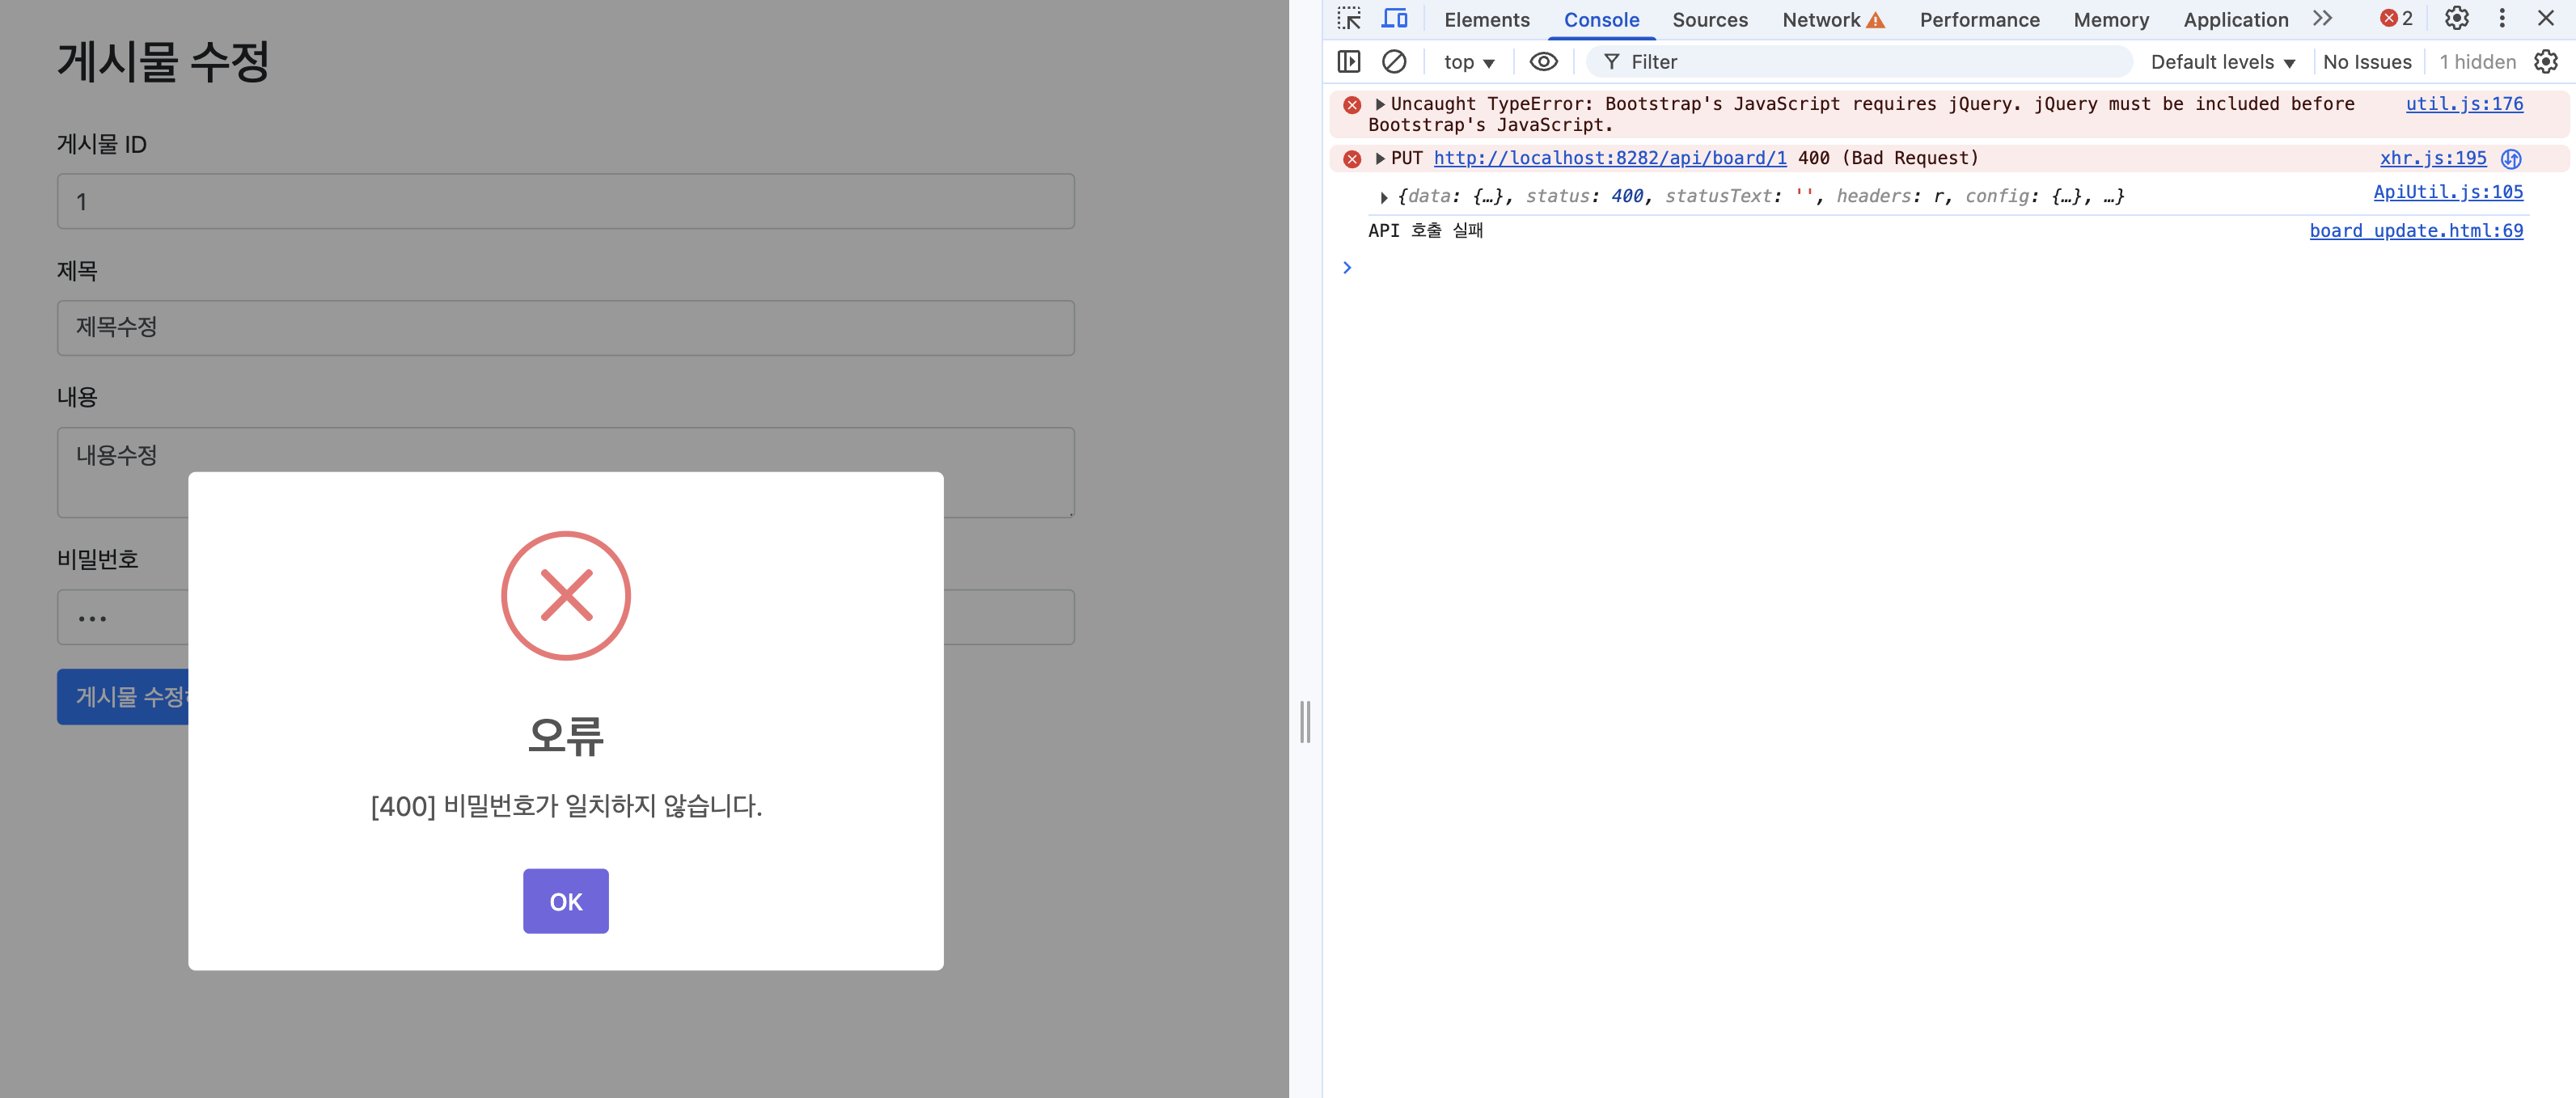 게시물 수정
게시물 ID
1
제목
제목수정
내용
내용수정
비밀번호
•••
게시물 수정
오류
[400] 비밀번호가 일치하지 않습니다.
OK
Elements Console Sources Network Performance Memory Application 2
top Filter Default levels No Issues 1 hidden
Uncaught TypeError: Bootstrap's JavaScript requires jQuery. jQuery must be included before util.js:176
Bootstrap's JavaScript.
PUT http://localhost:8282/api/board/1 400 (Bad Request) xhr.js:195
{data: {…}, status: 400, statusText: '', headers: r, config: {…}, …} ApiUtil.js:105
API 호출 실패 board_update.html:69